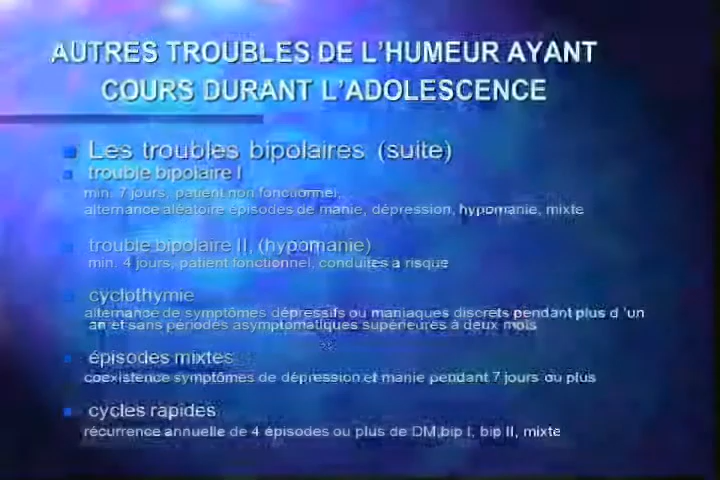 AUTRES TROUBLES DE L'HUMEUR AYANT
COURS DURANT L'ADOLESCENCE
Les troubles bipolaires (suite)
trouble bipolaire I
min. 7 jours, patient non fonctionnel,
alternance aléatoire épisodes de manie, dépression, hypomanie, mixte
trouble bipolaire II, (hypomanie)
min. 4 jours, patient fonctionnel, conduites a risque
cyclothymie
alternance de symptômes dépressifs ou maniaques discrets pendant plus d 'un
an et sans périodes asymptomatiques supérieures à deux mois
épisodes mixtes
coexistence symptômes de dépression et manie pendant 7 jours ou plus
cycles rapides
récurrence annuelle de 4 épisodes ou plus de DM,bip I, bip II, mixte